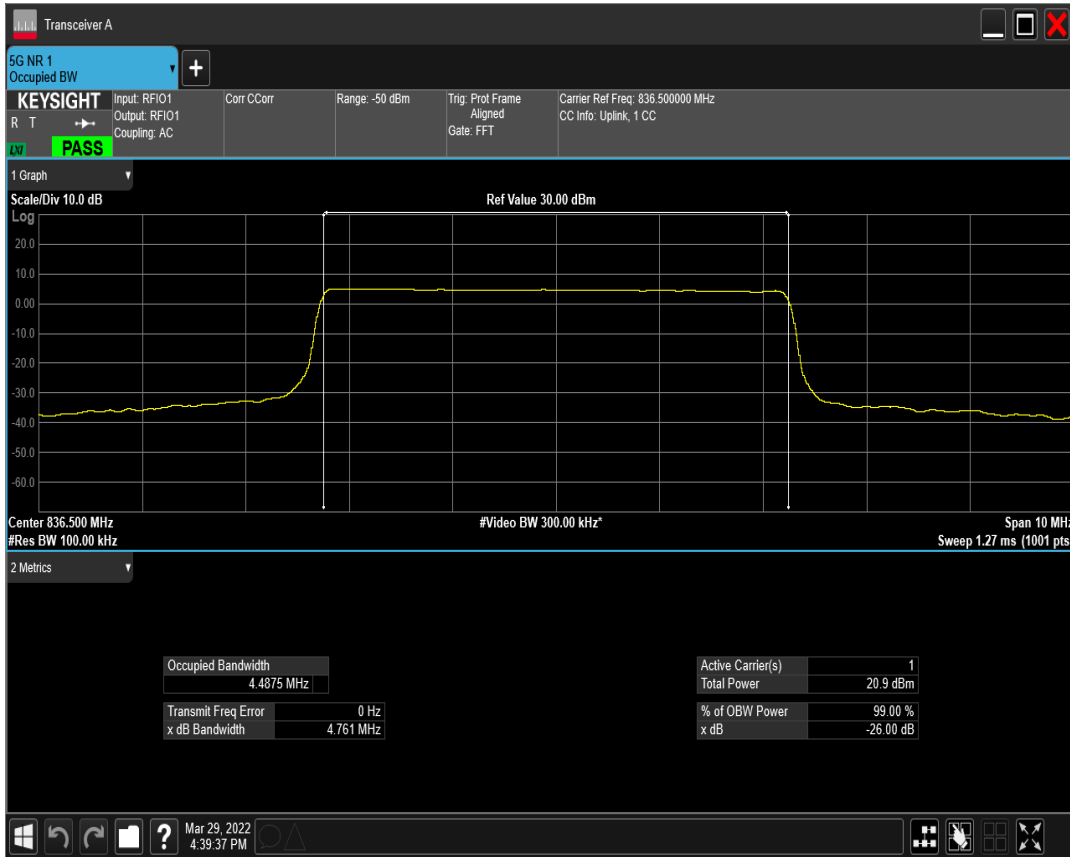 Transceiver A
5G NR 1
Occupied BW
KEYSIGHT
R T
LXI
PASS
Input: RFIO1
Output: RFIO1
Coupling: AC
Corr CCorr
Range: -50 dBm
Trig: Prot Frame
Aligned
Gate: FFT
Carrier Ref Freq: 836.500000 MHz
CC Info: Uplink, 1 CC
1 Graph
Scale/Div 10.0 dB
Ref Value 30.00 dBm
Log
20.0
10.0
0.00
-10.0
-20.0
-30.0
-40.0
-50.0
-60.0
Center 836.500 MHz
#Video BW 300.00 kHz*
Span 10 MHz
#Res BW 100.00 kHz
Sweep 1.27 ms (1001 pts
2 Metrics
Occupied Bandwidth
4.4875 MHz
Transmit Freq Error 0 Hz
x dB Bandwidth 4.761 MHz
Active Carrier(s) 1
Total Power 20.9 dBm
% of OBW Power 99.00 %
x dB -26.00 dB
?
Mar 29, 2022
4:39:37 PM